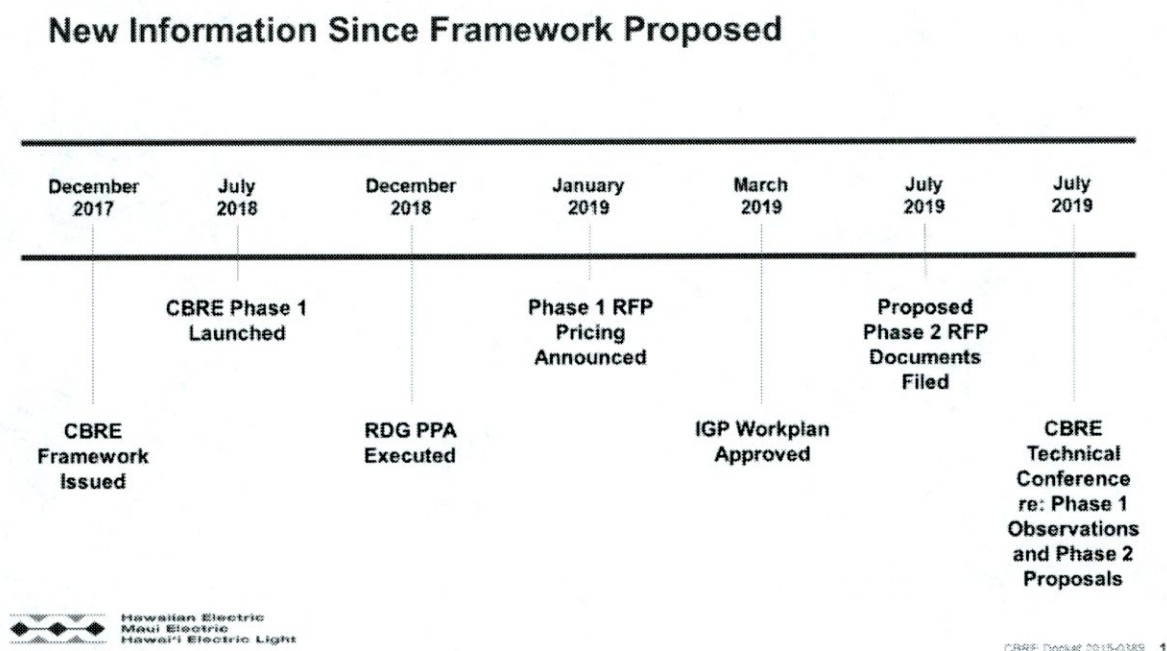 New Information Since Framework Proposed
December
2017
July
2018
December
2018
January
2019
March
2019
July
2019
July
2019
CBRE Phase 1
Launched
Phase 1 RFP
Pricing
Announced
Proposed
Phase 2 RFP
Documents
Filed
CBRE
Framework
Issued
RDG PPA
Executed
IGP Workplan
Approved
CBRE
Technical
Conference
re: Phase 1
Observations
and Phase 2
Proposals
Hawaiian Electric
Maui Electric
Hawai'i Electric Light
CBRE Docket 2015-0389 1